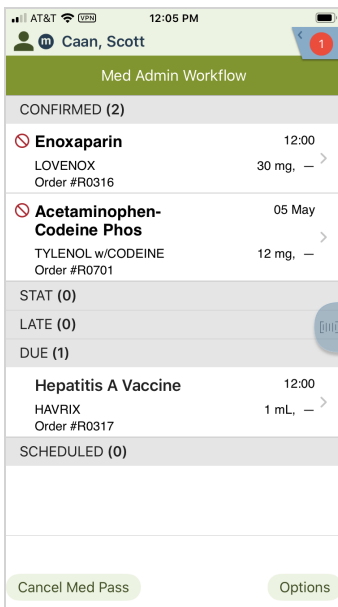 AT&T VPN 12:05 PM
m Caan, Scott 1
Med Admin Workflow
CONFIRMED (2)
Enoxaparin 12:00
LOVENOX 30 mg, —
Order #R0316
Acetaminophen- 05 May
Codeine Phos
TYLENOL w/CODEINE 12 mg, —
Order #R0701
STAT (0)
LATE (0)
DUE (1)
Hepatitis A Vaccine 12:00
HAVRIX 1 mL, —
Order #R0317
SCHEDULED (0)
Cancel Med Pass Options